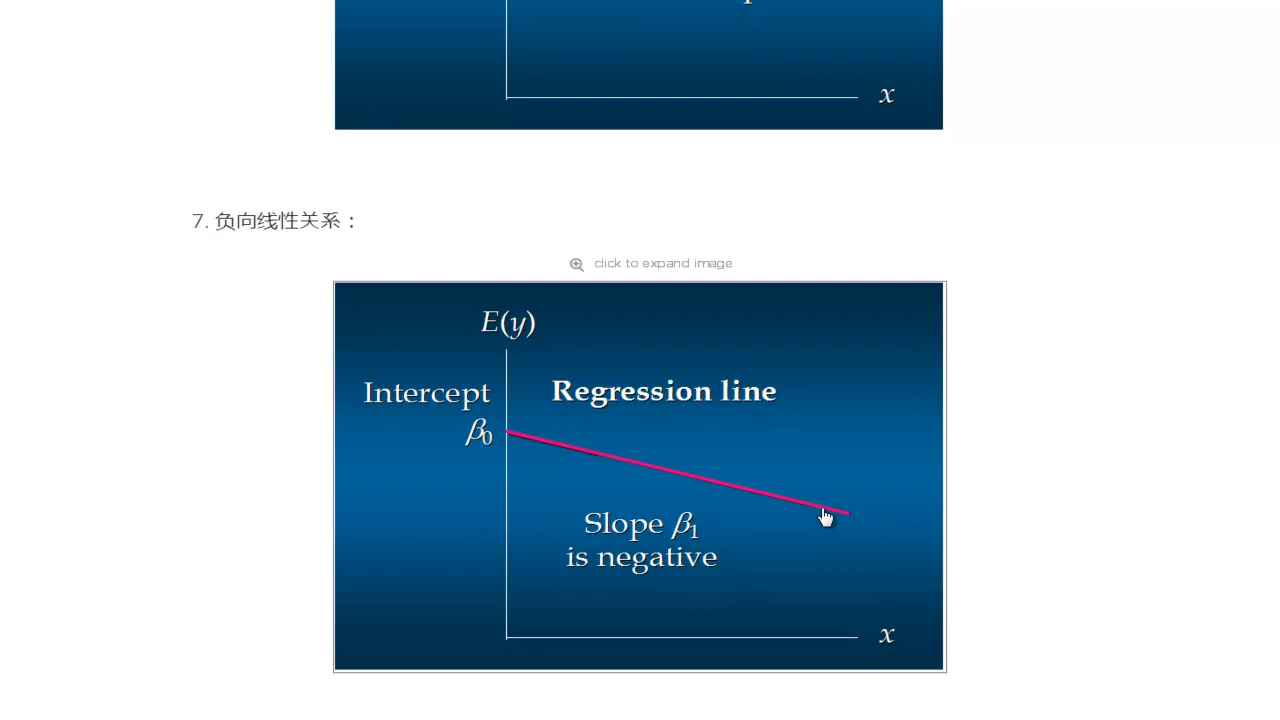 x
7. 负向线性关系：
click to expand image
E(y)
Intercept
β0
Regression line
Slope β1
is negative
x